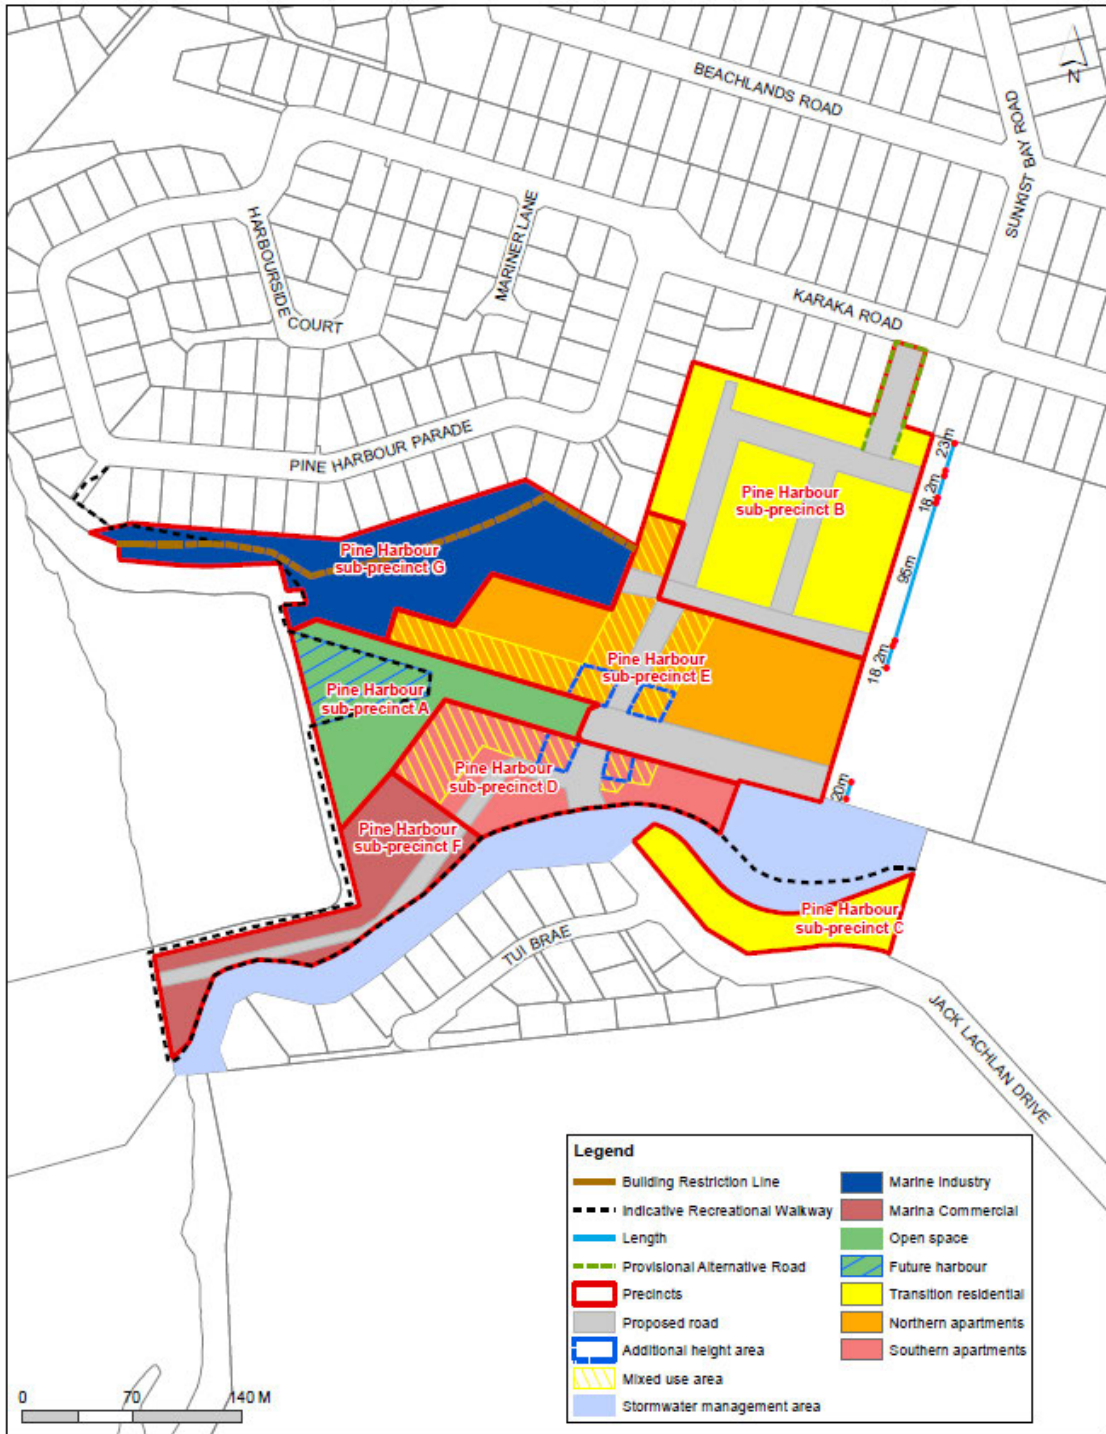 BEACHLANDS ROAD
N
SUNKIST BAY ROAD
MARINER LANE
HARBOURSIDE
COURT
KARAKA ROAD
PINE HARBOUR PARADE
23m
18.2m
95m
18.2m
20m
Pine Harbour
sub-precinct B
Pine Harbour
sub-precinct G
Pine Harbour
sub-precinct E
Pine Harbour
sub-precinct A
Pine Harbour
sub-precinct D
Pine Harbour
sub-precinct F
Pine Harbour
sub-precinct C
TUI BRAE
JACK LACHLAN DRIVE
Legend
Building Restriction Line
Indicative Recreational Walkway
Length
Provisional Alternative Road
Precincts
Proposed road
Additional height area
Mixed use area
Stormwater management area
Marine Industry
Marina Commercial
Open space
Future harbour
Transition residential
Northern apartments
Southern apartments
0 70 140 M